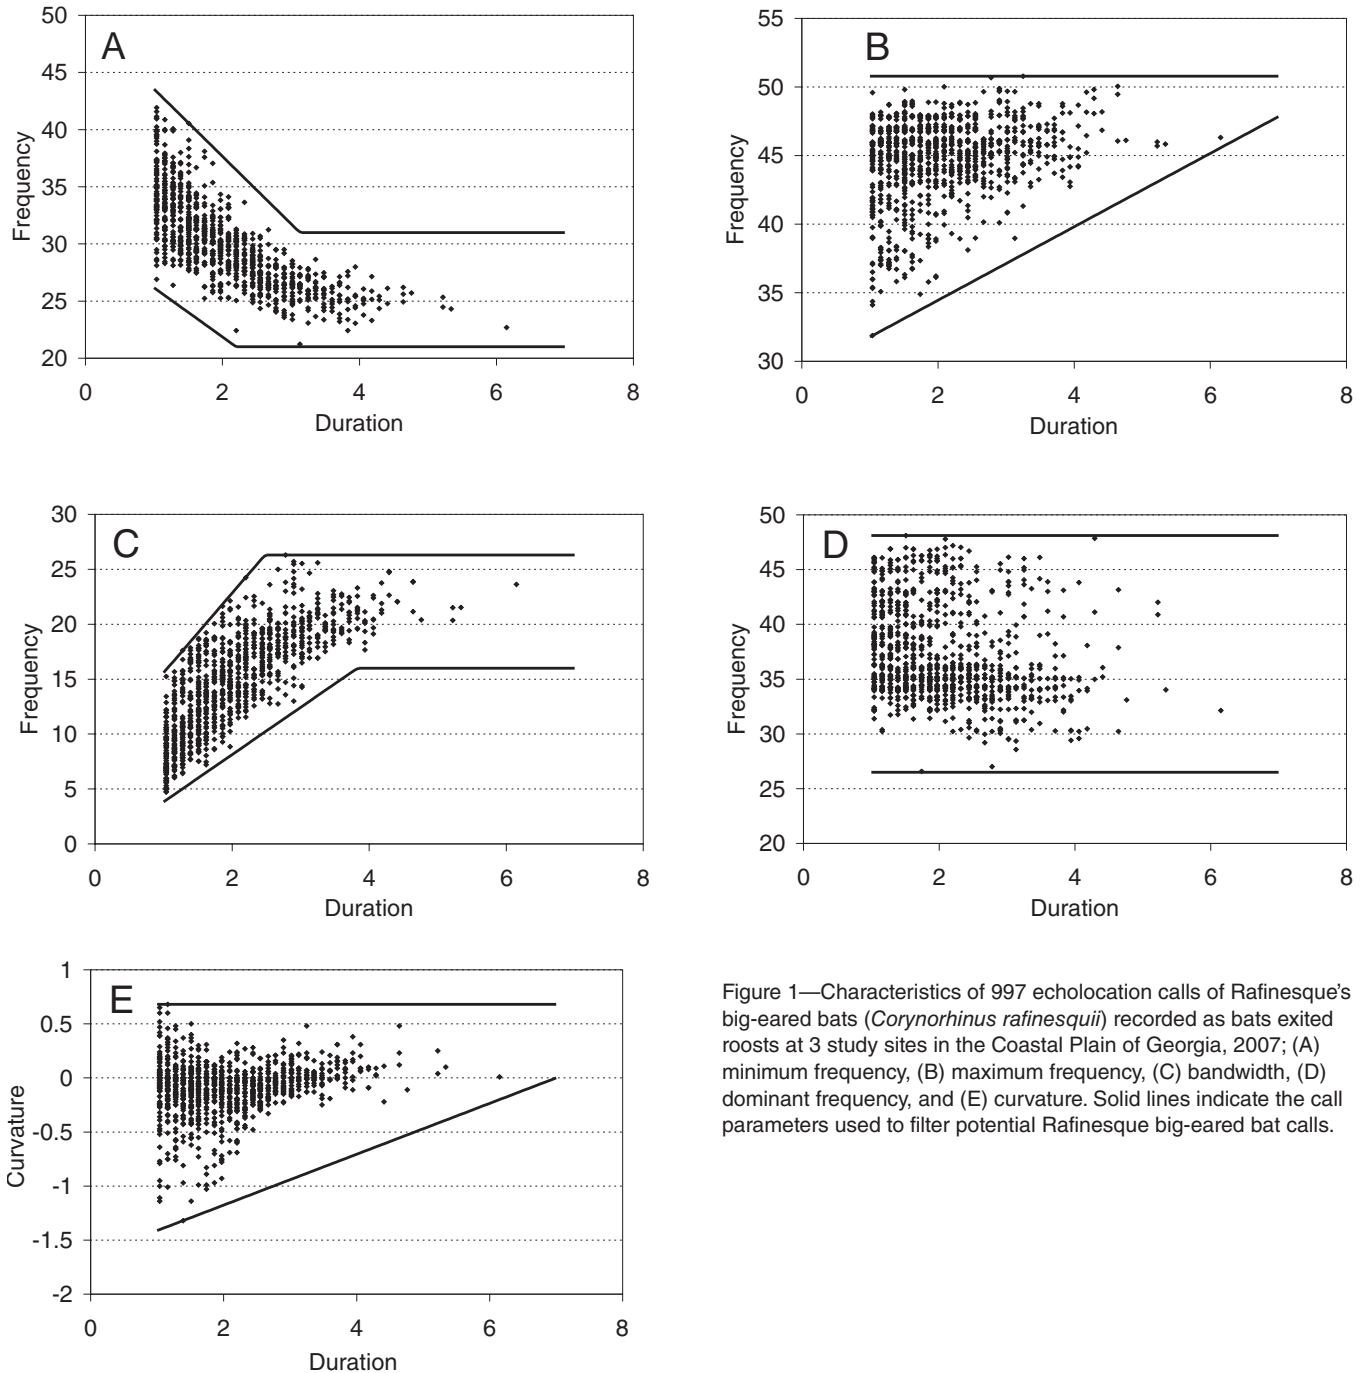 A
50
45
40
35
30
25
20
0 2 4 6 8
Frequency
Duration
B
55
50
45
40
35
30
0 2 4 6 8
Frequency
Duration
C
30
25
20
15
10
5
0
0 2 4 6 8
Frequency
Duration
D
50
45
40
35
30
25
20
0 2 4 6 8
Frequency
Duration
E
1
0.5
0
-0.5
-1
-1.5
-2
0 2 4 6 8
Curvature
Duration
Figure 1—Characteristics of 997 echolocation calls of Rafinesque's
big-eared bats (Corynorhinus rafinesquii) recorded as bats exited
roosts at 3 study sites in the Coastal Plain of Georgia, 2007; (A)
minimum frequency, (B) maximum frequency, (C) bandwidth, (D)
dominant frequency, and (E) curvature. Solid lines indicate the call
parameters used to filter potential Rafinesque big-eared bat calls.